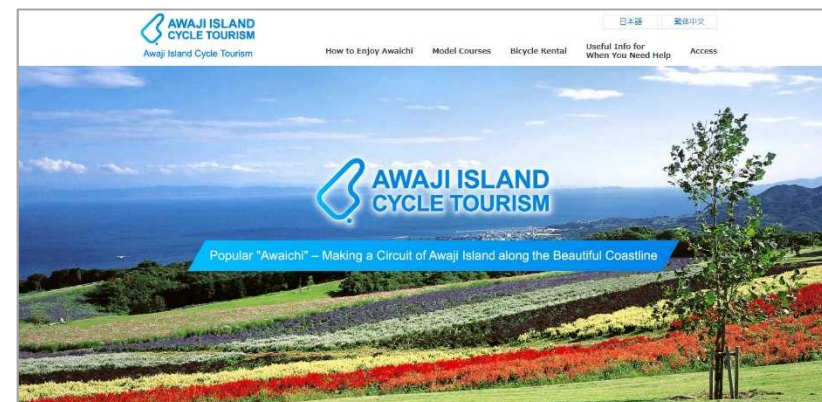 AWAJI ISLAND
CYCLE TOURISM
Awaji Island Cycle Tourism
日本語
繁体中文
How to Enjoy Awaichi
Model Courses
Bicycle Rental
Useful Info for
When You Need Help
Access
AWAJI ISLAND
CYCLE TOURISM
Popular "Awaichi" – Making a Circuit of Awaji Island along the Beautiful Coastline